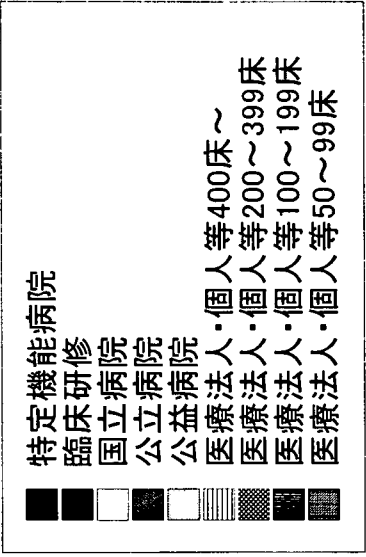 特定機能病院
臨床研修
国立病院
公立病院
公益病院
医療法人・個人等400床～
医療法人・個人等200～399床
医療法人・個人等100～199床
医療法人・個人等50～99床